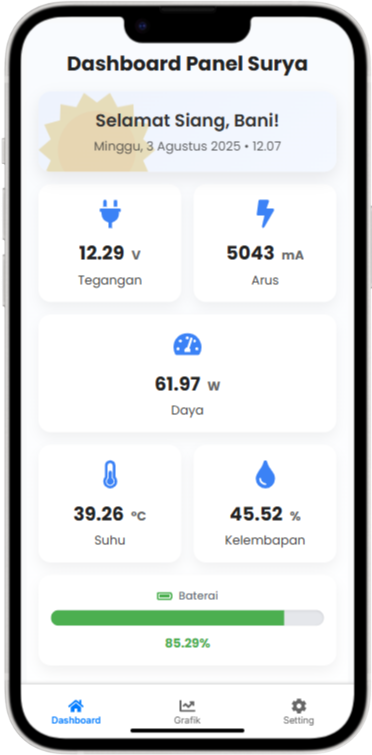 Dashboard Panel Surya
Selamat Siang, Bani!
Minggu, 3 Agustus 2025 • 12.07
12.29 V
Tegangan
5043 mA
Arus
61.97 W
Daya
39.26 °C
Suhu
45.52 %
Kelembapan
Baterai
85.29%
Dashboard
Grafik
Setting